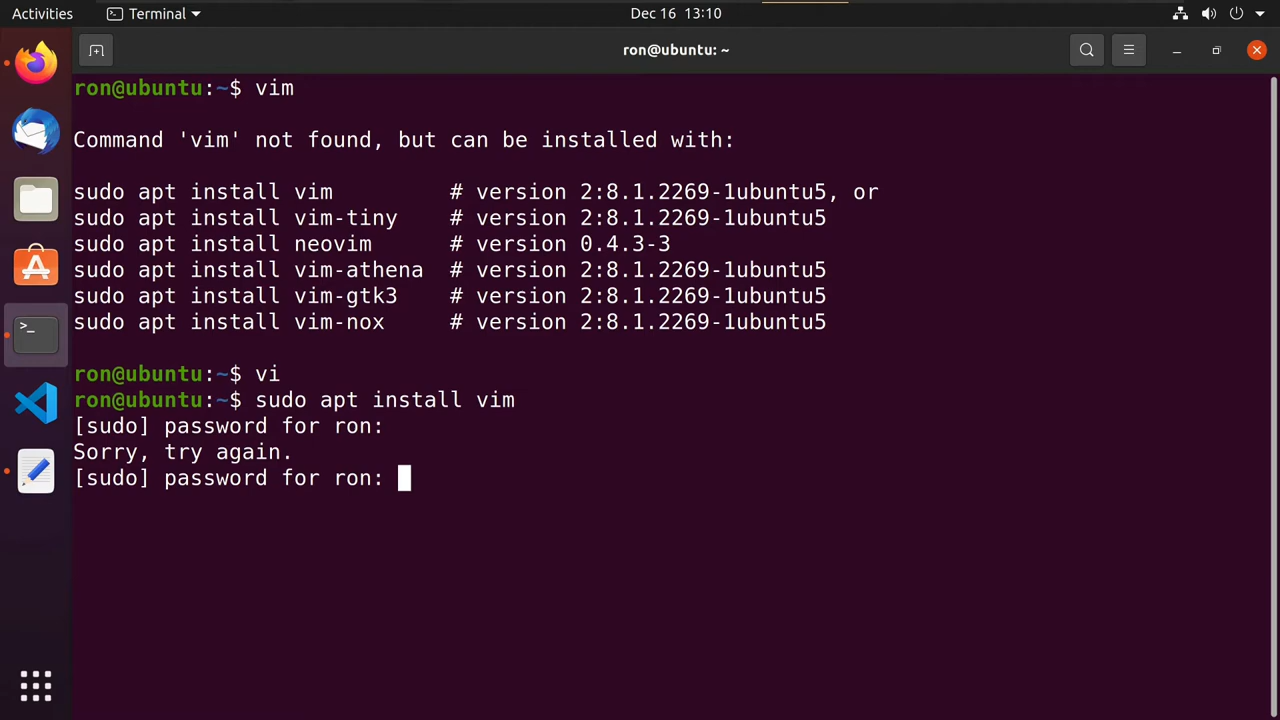 Activities
Terminal
Dec 16 13:10
ron@ubuntu: ~
ron@ubuntu:~$ vim
Command 'vim' not found, but can be installed with:
sudo apt install vim         # version 2:8.1.2269-1ubuntu5, or
sudo apt install vim-tiny    # version 2:8.1.2269-1ubuntu5
sudo apt install neovim      # version 0.4.3-3
sudo apt install vim-athena  # version 2:8.1.2269-1ubuntu5
sudo apt install vim-gtk3    # version 2:8.1.2269-1ubuntu5
sudo apt install vim-nox     # version 2:8.1.2269-1ubuntu5
ron@ubuntu:~$ vi
ron@ubuntu:~$ sudo apt install vim
[sudo] password for ron:
Sorry, try again.
[sudo] password for ron: